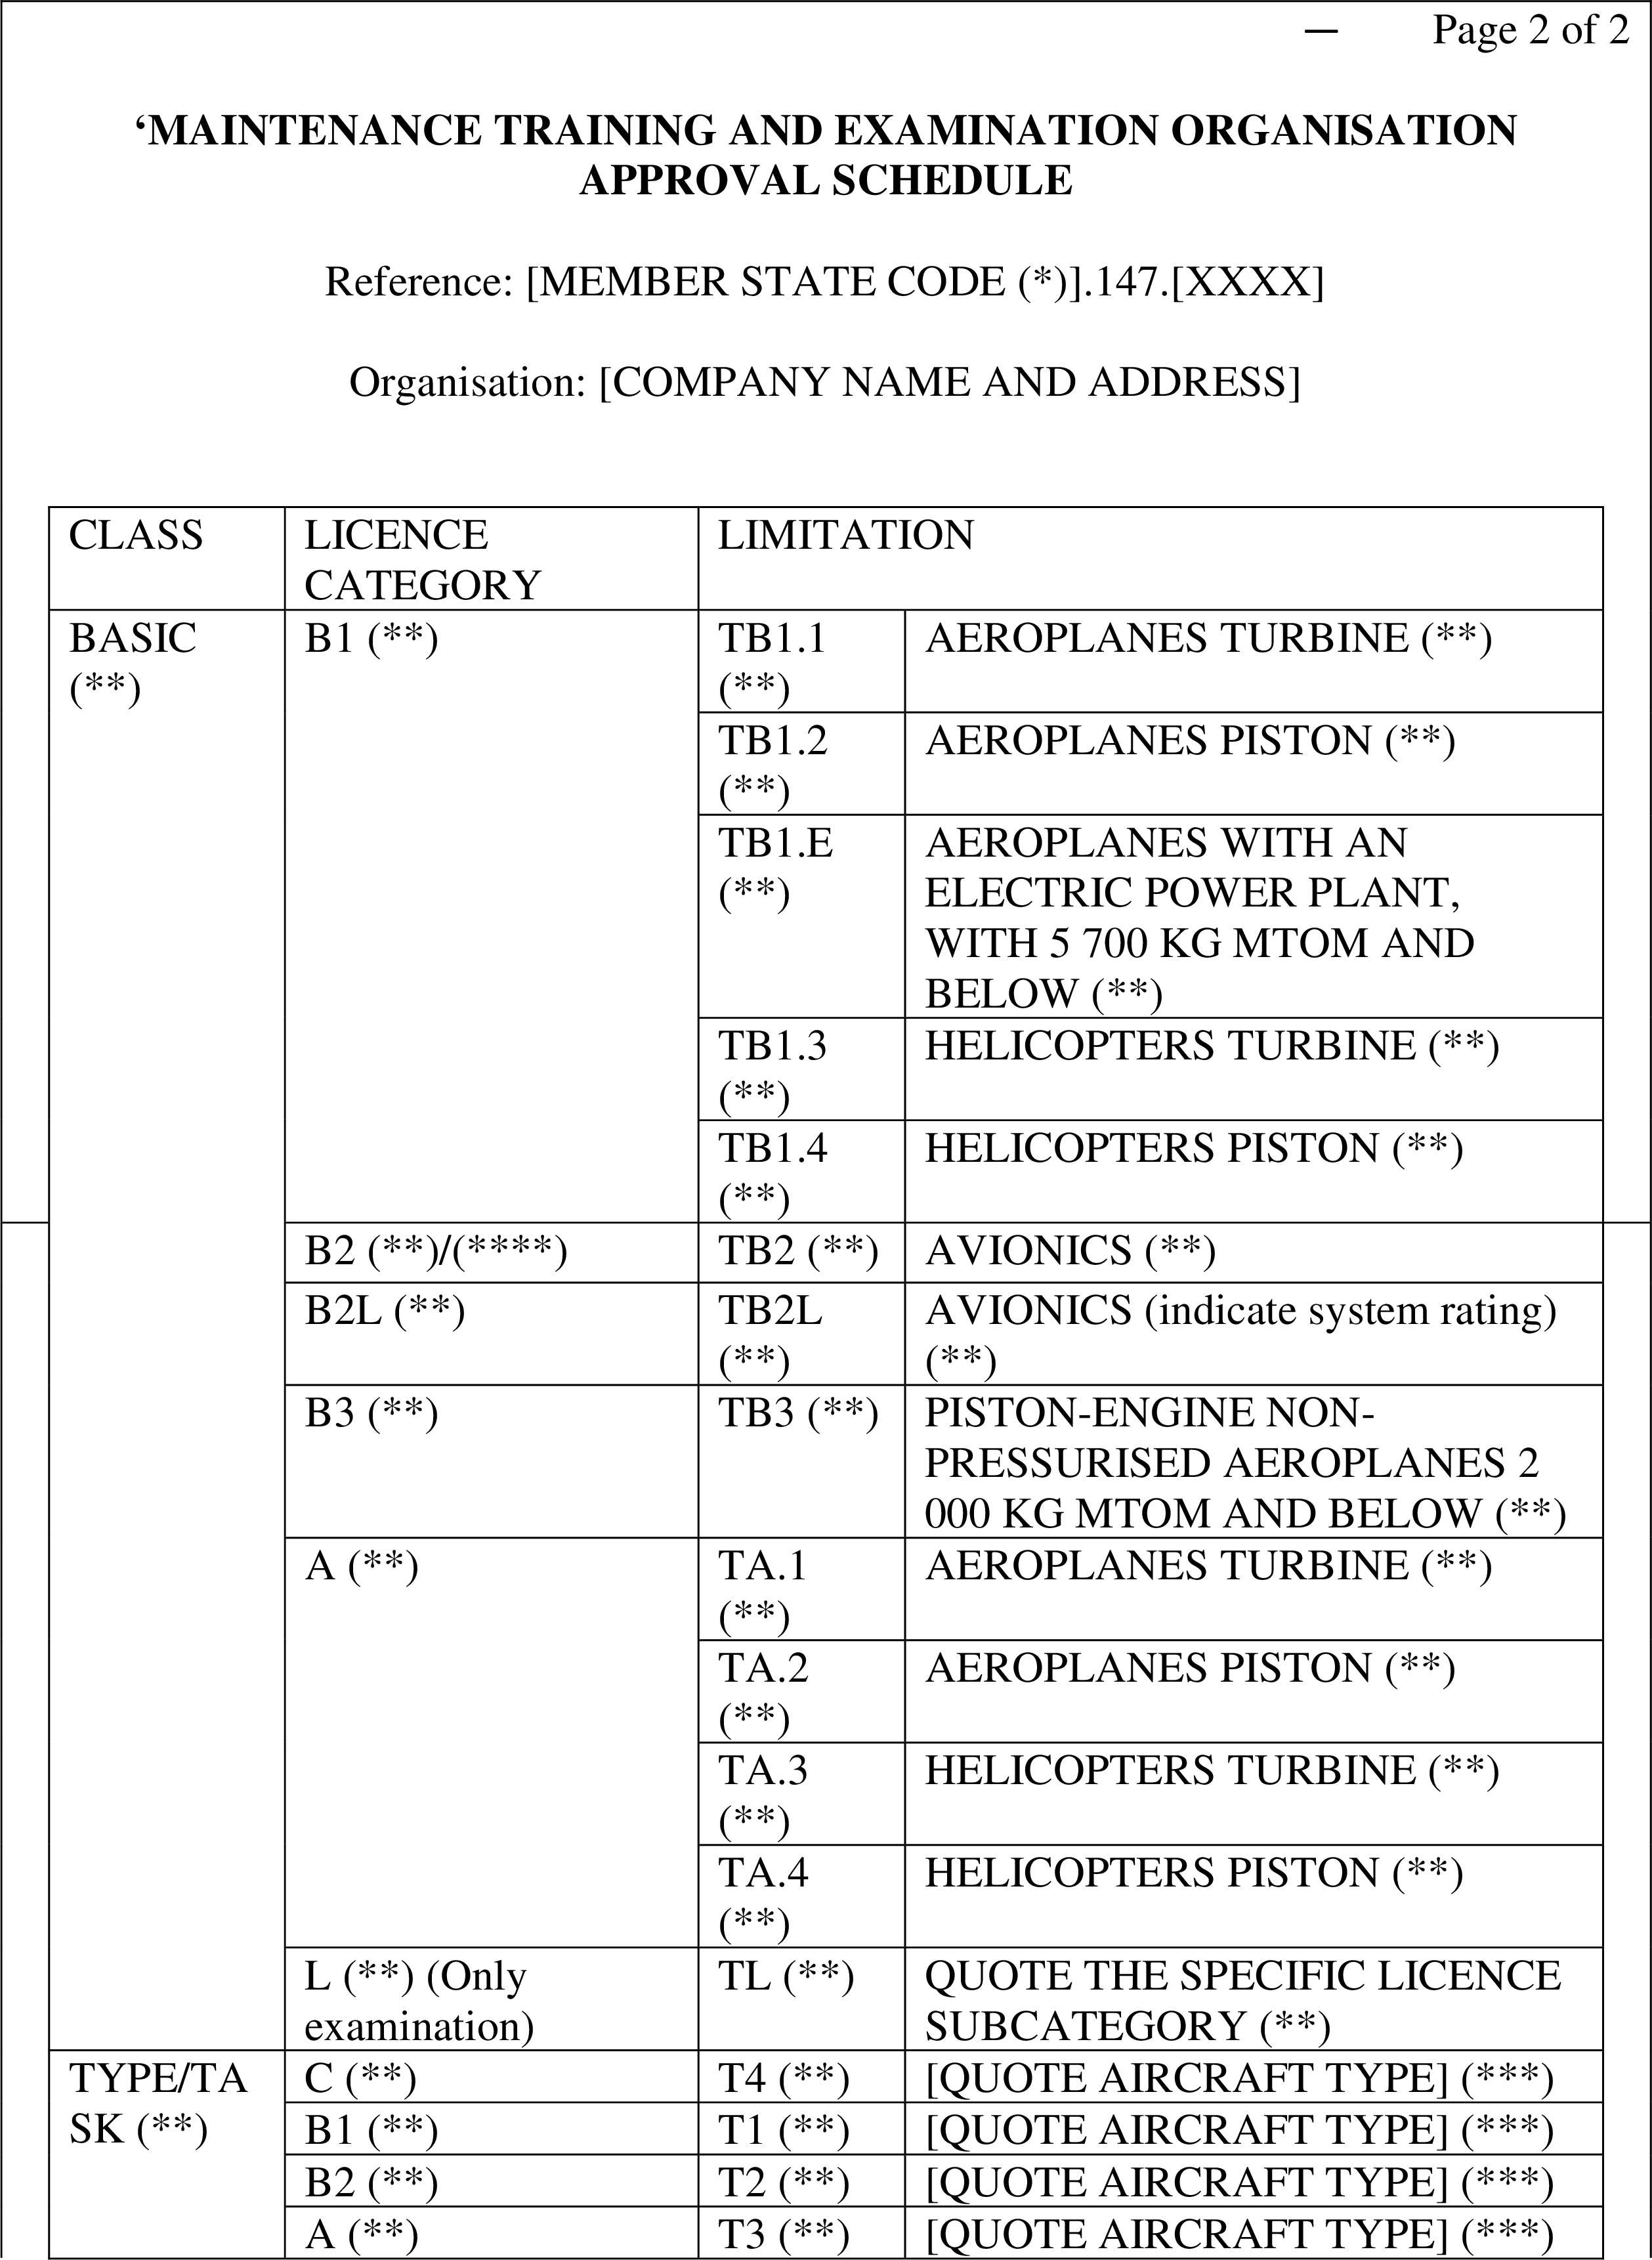 — Page 2 of 2
‘MAINTENANCE TRAINING AND EXAMINATION ORGANISATION
APPROVAL SCHEDULE
Reference: [MEMBER STATE CODE (*)].147.[XXXX]
Organisation: [COMPANY NAME AND ADDRESS]
CLASS LICENCE LIMITATION
CATEGORY
BASIC B1 (**) TB1.1 AEROPLANES TURBINE (**)
(**) (**)
TB1.2 AEROPLANES PISTON (**)
(**)
TB1.E AEROPLANES WITH AN
(**) ELECTRIC POWER PLANT,
WITH 5 700 KG MTOM AND
BELOW (**)
TB1.3 HELICOPTERS TURBINE (**)
(**)
TB1.4 HELICOPTERS PISTON (**)
(**)
B2 (**)/(****) TB2 (**) AVIONICS (**)
B2L (**) TB2L AVIONICS (indicate system rating)
(**) (**)
B3 (**) TB3 (**) PISTON-ENGINE NON-
PRESSURISED AEROPLANES 2
000 KG MTOM AND BELOW (**)
A (**) TA.1 AEROPLANES TURBINE (**)
(**)
TA.2 AEROPLANES PISTON (**)
(**)
TA.3 HELICOPTERS TURBINE (**)
(**)
TA.4 HELICOPTERS PISTON (**)
(**)
L (**) (Only TL (**) QUOTE THE SPECIFIC LICENCE
examination) SUBCATEGORY (**)
TYPE/TA C (**) T4 (**) [QUOTE AIRCRAFT TYPE] (***)
SK (**) B1 (**) T1 (**) [QUOTE AIRCRAFT TYPE] (***)
B2 (**) T2 (**) [QUOTE AIRCRAFT TYPE] (***)
A (**) T3 (**) [QUOTE AIRCRAFT TYPE] (***)